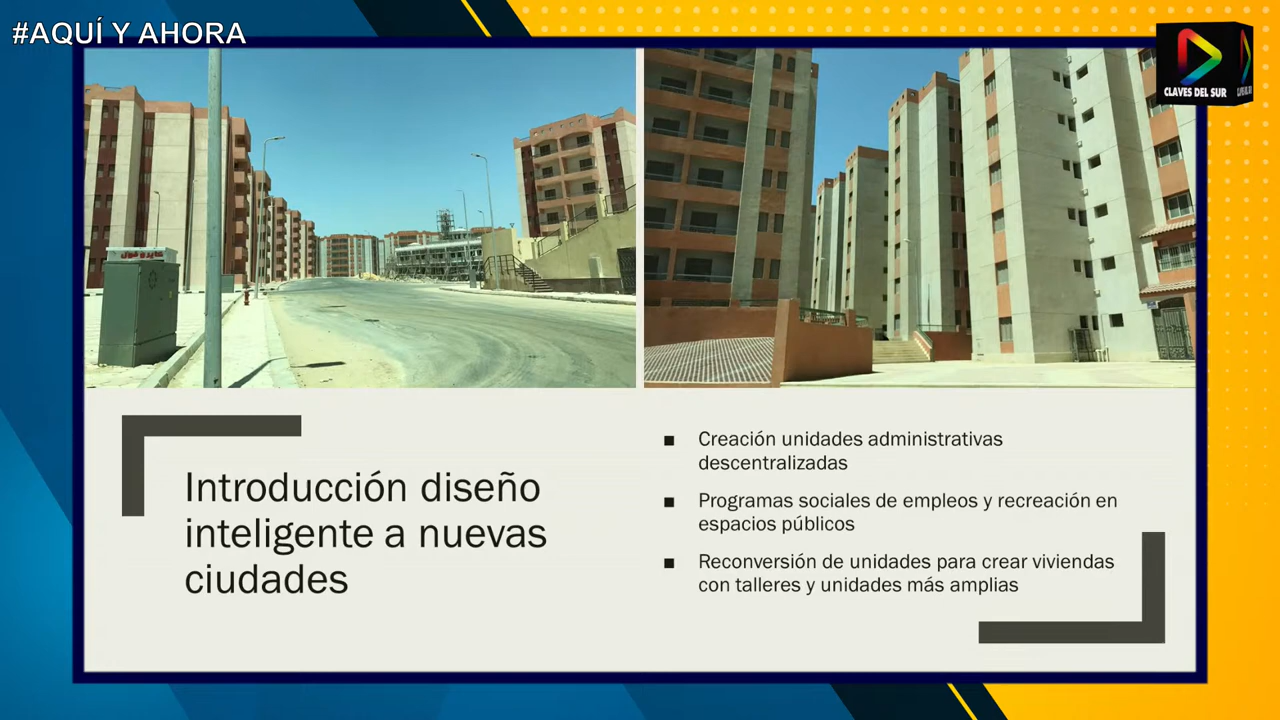 #AQUÍ Y AHORA
CLAVES DEL SUR
Introducción diseño
inteligente a nuevas
ciudades
■ Creación unidades administrativas
descentralizadas
■ Programas sociales de empleos y recreación en
espacios públicos
■ Reconversión de unidades para crear viviendas
con talleres y unidades más amplias